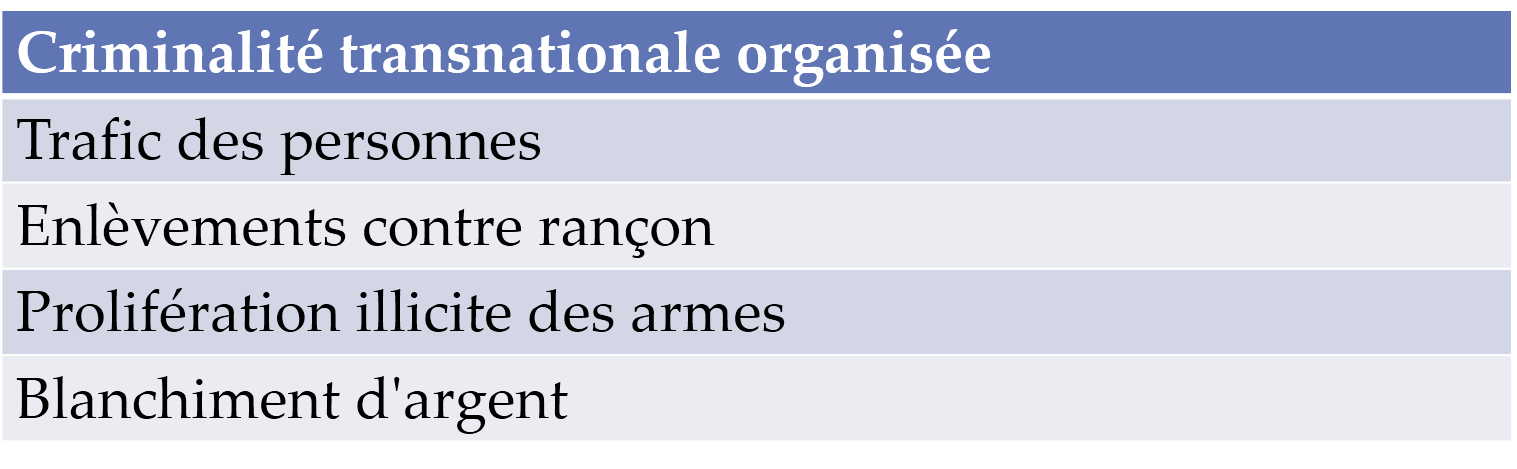 Criminalité transnationale organisée
Trafic des personnes
Enlèvements contre rançon
Prolifération illicite des armes
Blanchiment d'argent